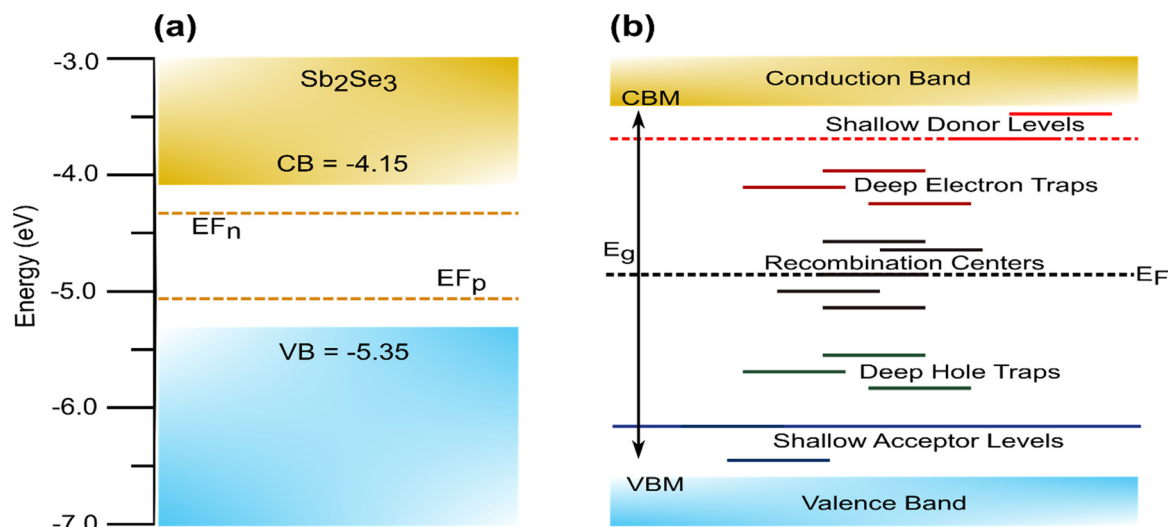 (a)
-3.0
-4.0
-5.0
-6.0
-7.0
Energy (eV)
Sb₂Se₃
CB = -4.15
EFₙ
EFₚ
VB = -5.35
(b)
Conduction Band
CBM
Shallow Donor Levels
Deep Electron Traps
E_g
Recombination Centers
E_F
Deep Hole Traps
Shallow Acceptor Levels
VBM
Valence Band